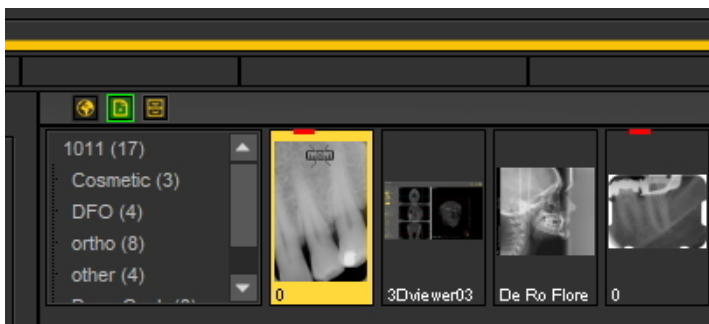 1011 (17)
Cosmetic (3)
DFO (4)
ortho (8)
other (4)
0
3Dviewer03
De Ro Flore
0